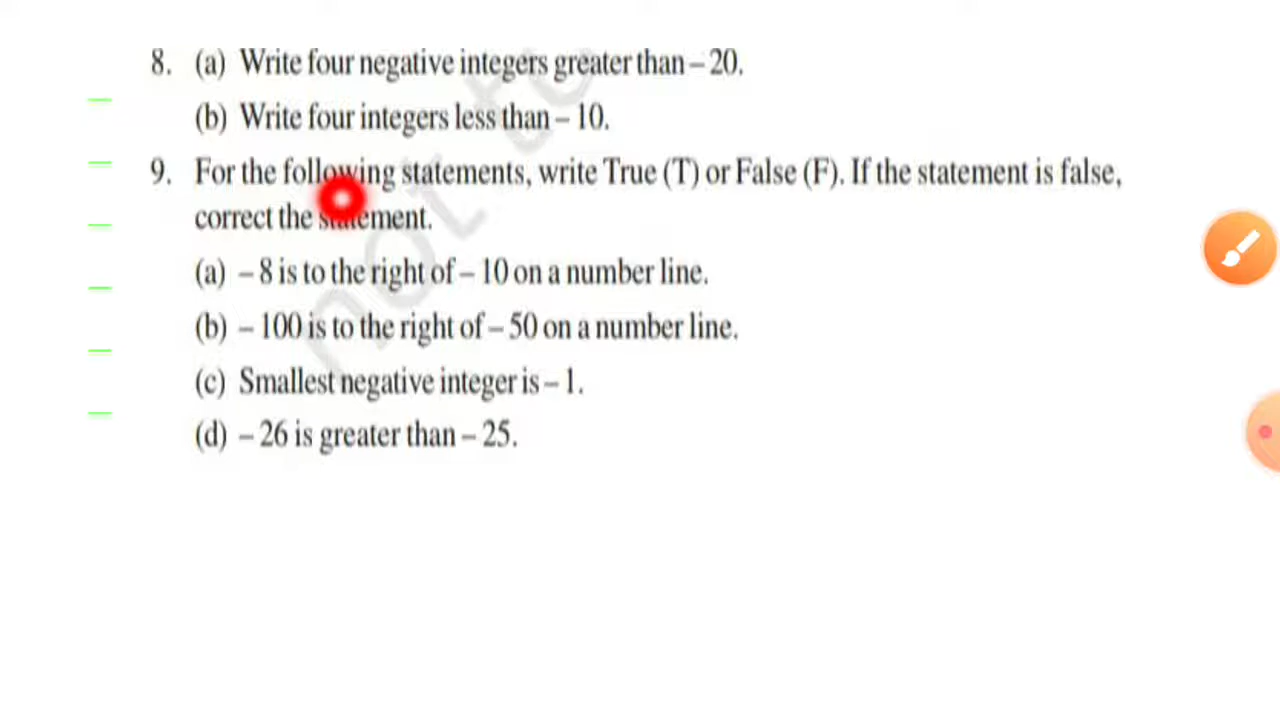 8. (a) Write four negative integers greater than – 20.
(b) Write four integers less than – 10.
9. For the following statements, write True (T) or False (F). If the statement is false,
correct the statement.
(a) – 8 is to the right of – 10 on a number line.
(b) – 100 is to the right of – 50 on a number line.
(c) Smallest negative integer is – 1.
(d) – 26 is greater than – 25.
not to